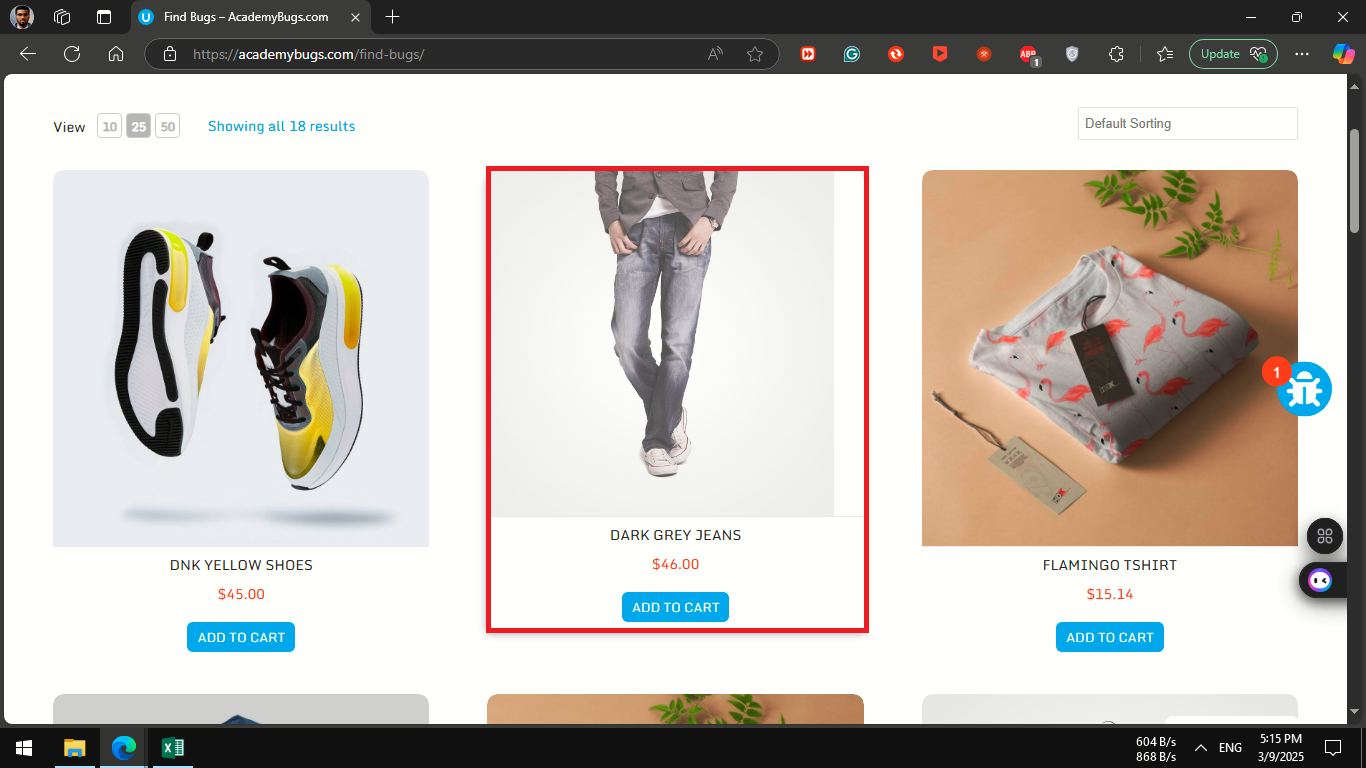 Find Bugs – AcademyBugs.com
https://academybugs.com/find-bugs/
A))
ABP
1
Update
View 10 25 50 Showing all 18 results
Default Sorting
1
DNK YELLOW SHOES
$45.00
ADD TO CART
DARK GREY JEANS
$46.00
ADD TO CART
FLAMINGO TSHIRT
$15.14
ADD TO CART
604 B/s
868 B/s
ENG
5:15 PM
3/9/2025